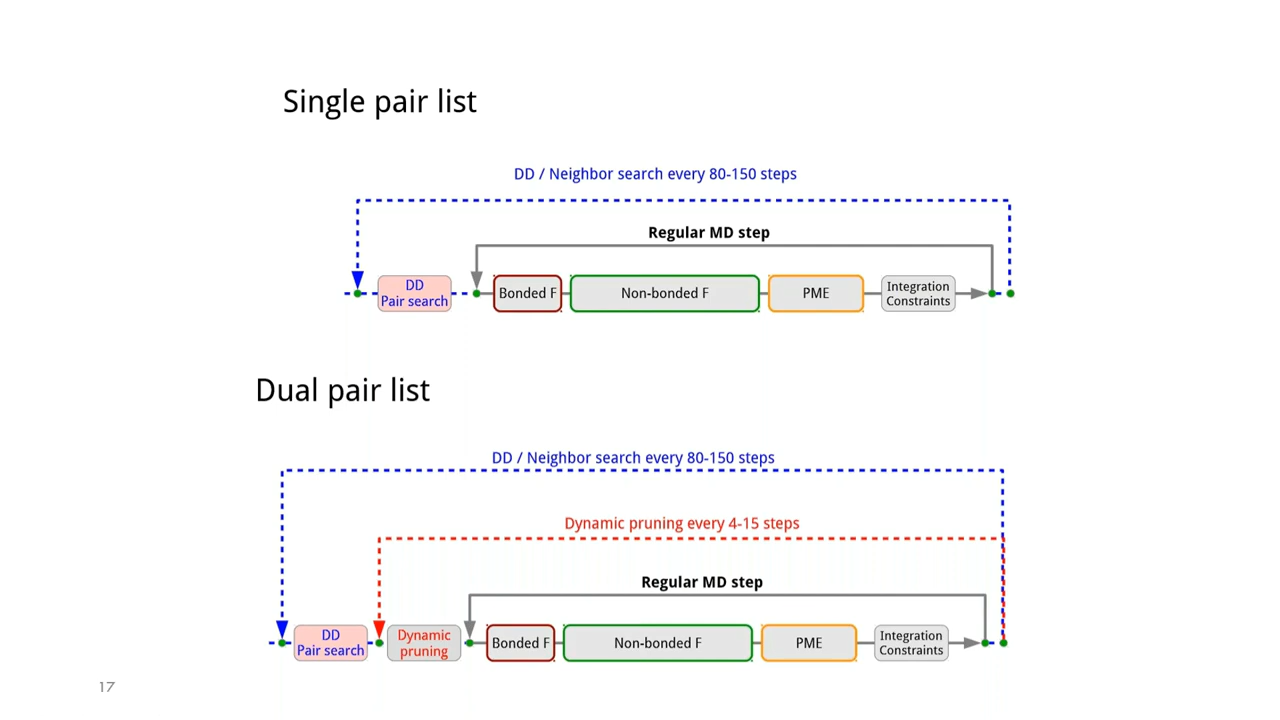 Single pair list
DD / Neighbor search every 80-150 steps
Regular MD step
DD
Pair search
Bonded F
Non-bonded F
PME
Integration
Constraints
Dual pair list
DD / Neighbor search every 80-150 steps
Dynamic pruning every 4-15 steps
Regular MD step
DD
Pair search
Dynamic
pruning
Bonded F
Non-bonded F
PME
Integration
Constraints
17